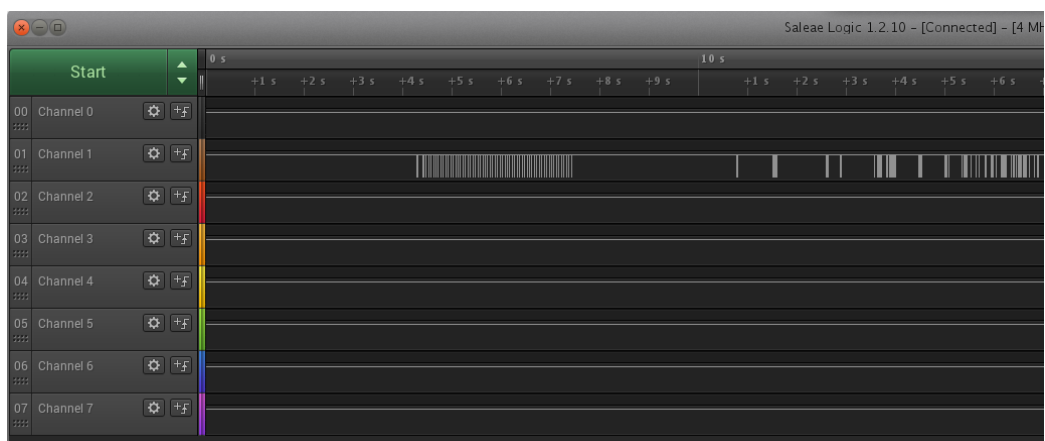 Saleae Logic 1.2.10 - [Connected] - [4 MH
Start
0 s
10 s
+1 s +2 s +3 s +4 s +5 s +6 s +7 s +8 s +9 s
+1 s +2 s +3 s +4 s +5 s +6 s
00 Channel 0
01 Channel 1
02 Channel 2
03 Channel 3
04 Channel 4
05 Channel 5
06 Channel 6
07 Channel 7